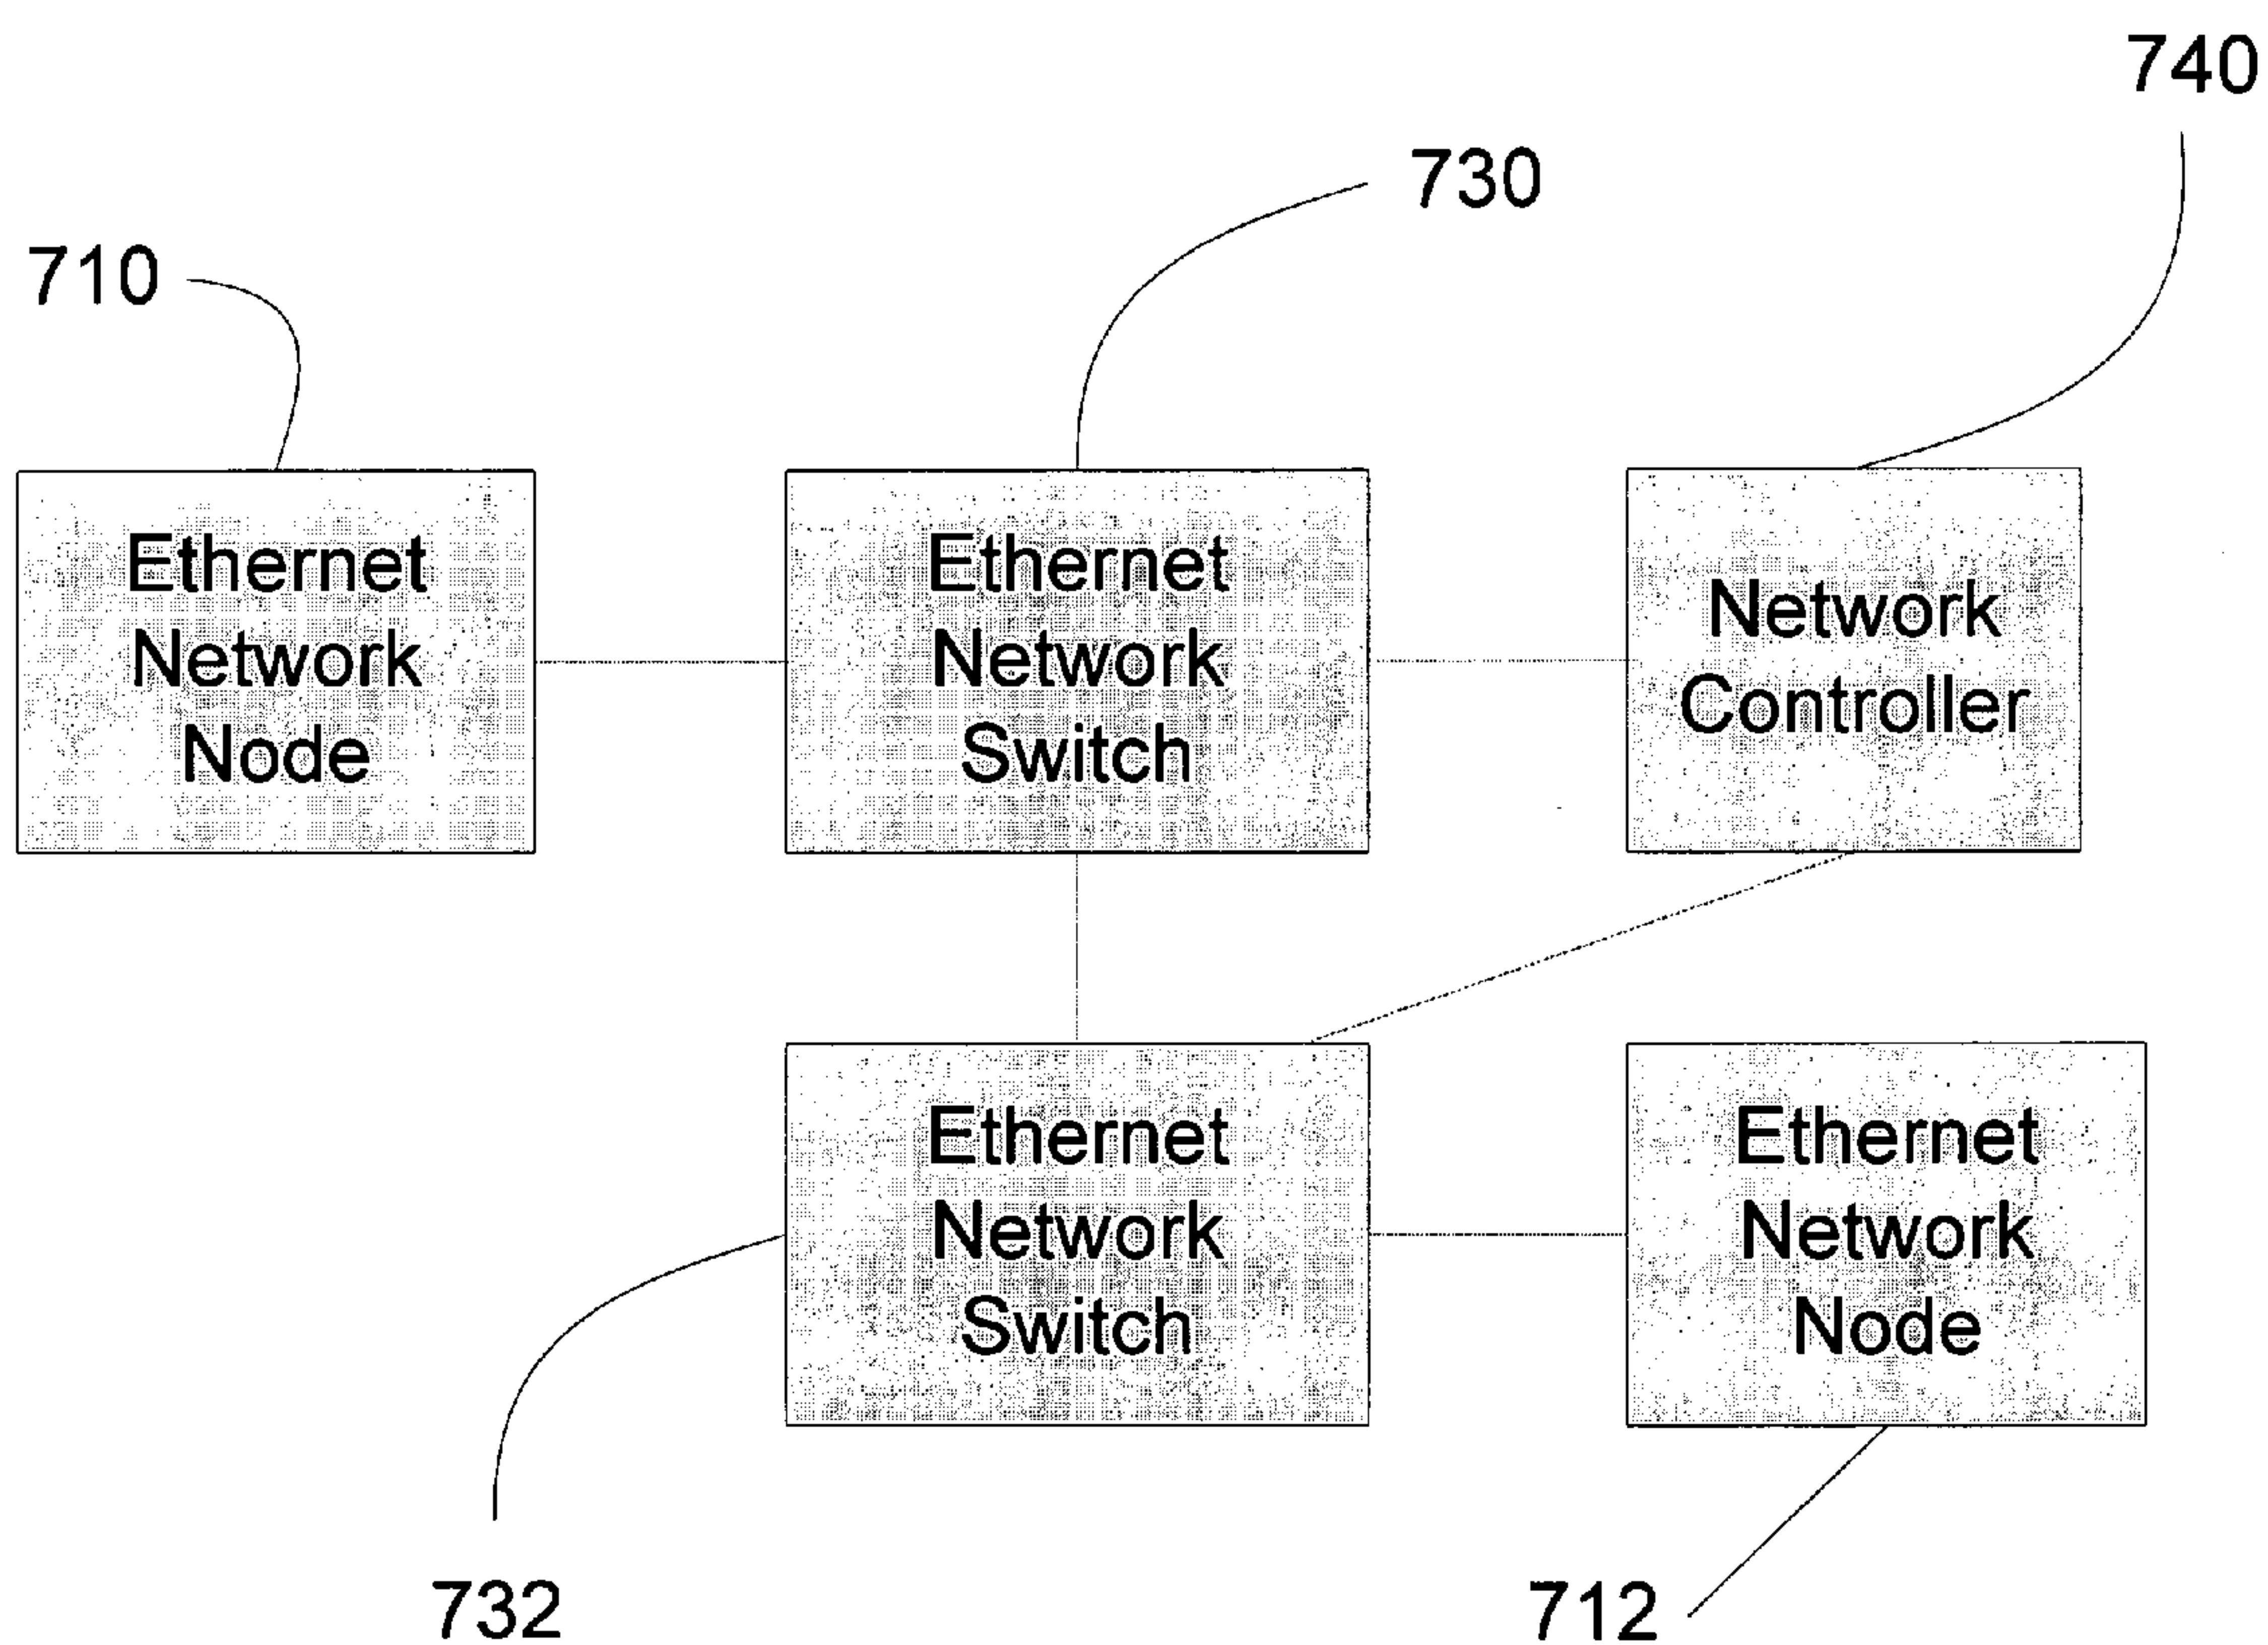 740
730
710
Ethernet
Network
Node
Ethernet
Network
Switch
Network
Controller
Ethernet
Network
Switch
Ethernet
Network
Node
732
712